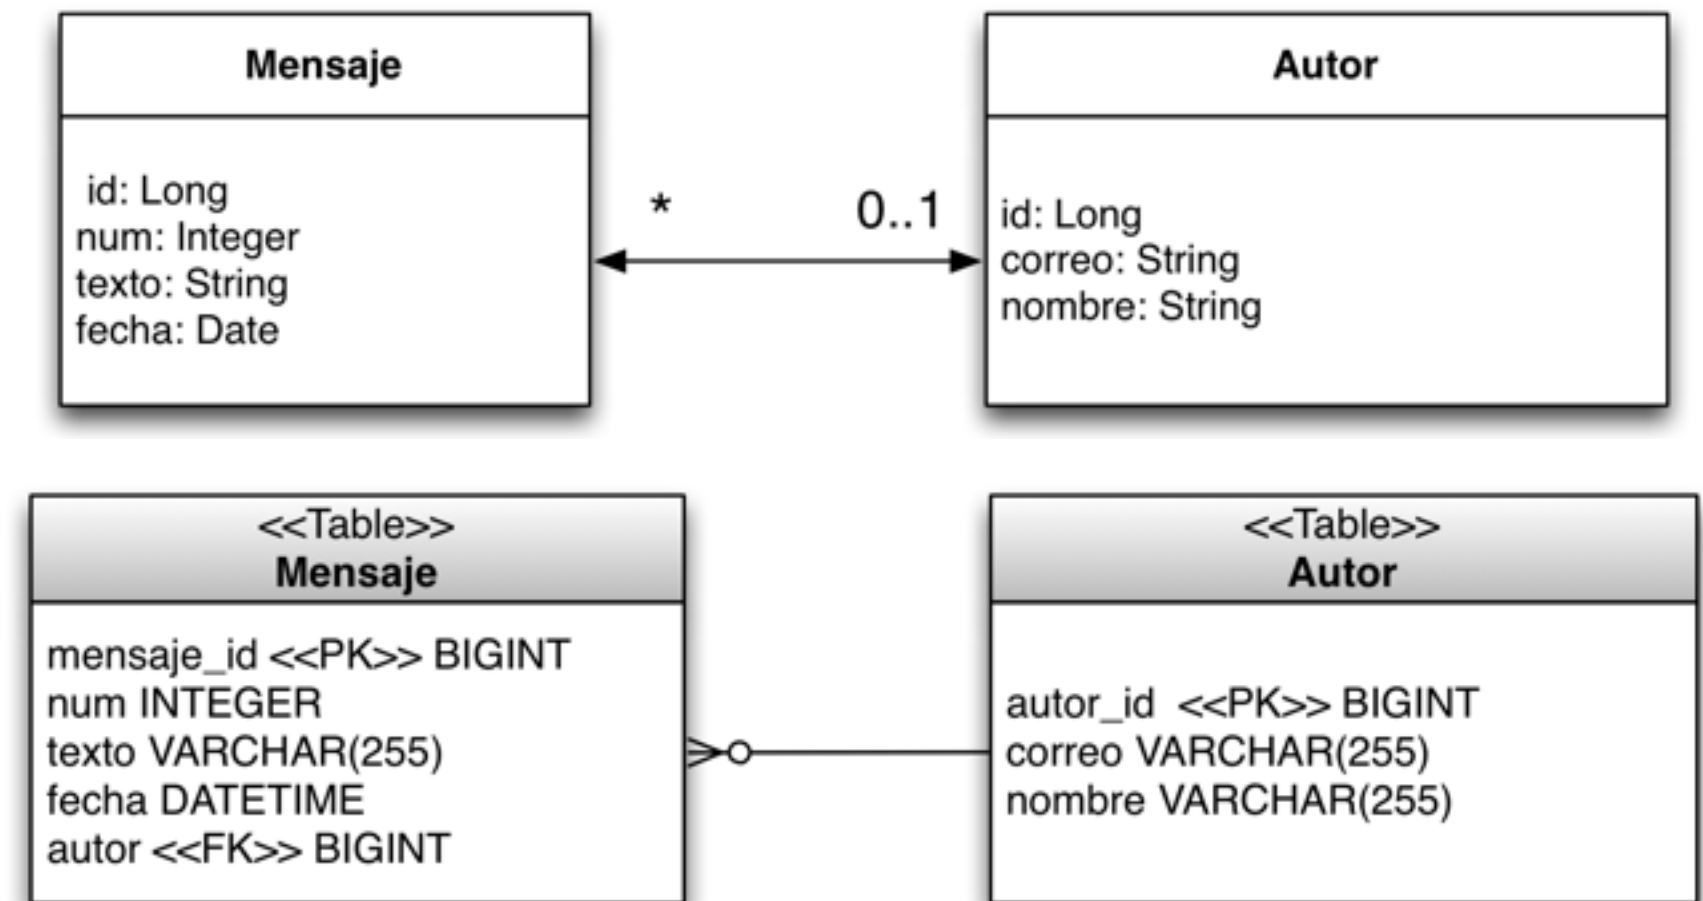 Mensaje
id: Long
num: Integer
texto: String
fecha: Date
*
0..1
Autor
id: Long
correo: String
nombre: String
<<Table>>
Mensaje
mensaje_id <<PK>> BIGINT
num INTEGER
texto VARCHAR(255)
fecha DATETIME
autor <<FK>> BIGINT
<<Table>>
Autor
autor_id <<PK>> BIGINT
correo VARCHAR(255)
nombre VARCHAR(255)